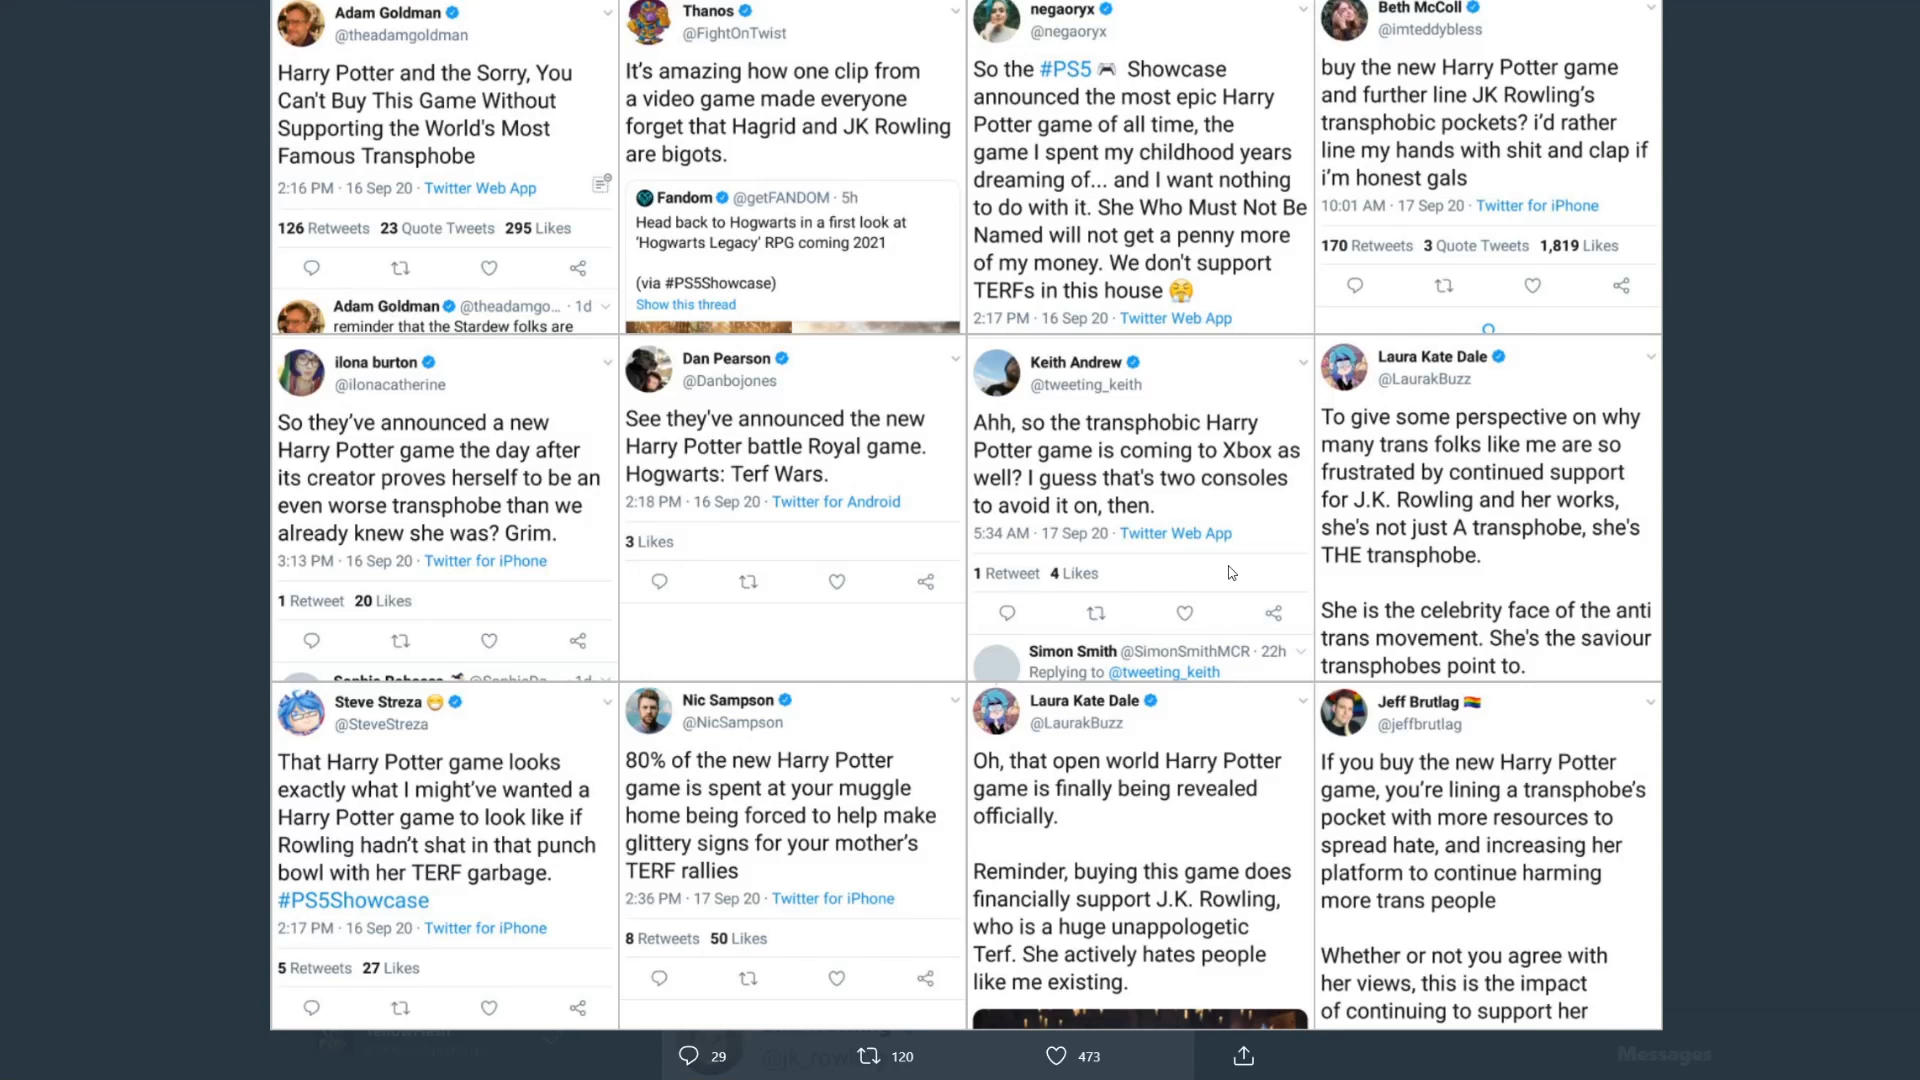 Adam Goldman
@theadamgoldman
Harry Potter and the Sorry, You
Can't Buy This Game Without
Supporting the World's Most
Famous Transphobe
2:16 PM · 16 Sep 20 · Twitter Web App
126 Retweets 23 Quote Tweets 295 Likes
Adam Goldman @theadamgo... · 1d
reminder that the Stardew folks are
Thanos
@FightOnTwist
It's amazing how one clip from
a video game made everyone
forget that Hagrid and JK Rowling
are bigots.
Fandom @getFANDOM · 5h
Head back to Hogwarts in a first look at
'Hogwarts Legacy' RPG coming 2021
(via #PS5Showcase)
Show this thread
negaoryx
@negaoryx
So the #PS5 🎮 Showcase
announced the most epic Harry
Potter game of all time, the
game I spent my childhood years
dreaming of... and I want nothing
to do with it. She Who Must Not Be
Named will not get a penny more
of my money. We don't support
TERFs in this house 😤
2:17 PM · 16 Sep 20 · Twitter Web App
Beth McColl
@imteddybless
buy the new Harry Potter game
and further line JK Rowling's
transphobic pockets? i'd rather
line my hands with shit and clap if
i'm honest gals
10:01 AM · 17 Sep 20 · Twitter for iPhone
170 Retweets 3 Quote Tweets 1,819 Likes
ilona burton
@ilonacatherine
So they've announced a new
Harry Potter game the day after
its creator proves herself to be an
even worse transphobe than we
already knew she was? Grim.
3:13 PM · 16 Sep 20 · Twitter for iPhone
1 Retweet 20 Likes
Dan Pearson
@Danbojones
See they've announced the new
Harry Potter battle Royal game.
Hogwarts: Terf Wars.
2:18 PM · 16 Sep 20 · Twitter for Android
3 Likes
Keith Andrew
@tweeting_keith
Ahh, so the transphobic Harry
Potter game is coming to Xbox as
well? I guess that's two consoles
to avoid it on, then.
5:34 AM · 17 Sep 20 · Twitter Web App
1 Retweet 4 Likes
Simon Smith @SimonSmithMCR · 22h
Replying to @tweeting_keith
Laura Kate Dale
@LaurakBuzz
To give some perspective on why
many trans folks like me are so
frustrated by continued support
for J.K. Rowling and her works,
she's not just A transphobe, she's
THE transphobe.
She is the celebrity face of the anti
trans movement. She's the saviour
transphobes point to.
Steve Streza 😁
@SteveStreza
That Harry Potter game looks
exactly what I might've wanted a
Harry Potter game to look like if
Rowling hadn't shat in that punch
bowl with her TERF garbage.
#PS5Showcase
2:17 PM · 16 Sep 20 · Twitter for iPhone
5 Retweets 27 Likes
Nic Sampson
@NicSampson
80% of the new Harry Potter
game is spent at your muggle
home being forced to help make
glittery signs for your mother's
TERF rallies
2:36 PM · 17 Sep 20 · Twitter for iPhone
8 Retweets 50 Likes
Laura Kate Dale
@LaurakBuzz
Oh, that open world Harry Potter
game is finally being revealed
officially.
Reminder, buying this game does
financially support J.K. Rowling,
who is a huge unappologetic
Terf. She actively hates people
like me existing.
Jeff Brutlag 🏳️‍🌈
@jeffbrutlag
If you buy the new Harry Potter
game, you're lining a transphobe's
pocket with more resources to
spread hate, and increasing her
platform to continue harming
more trans people
Whether or not you agree with
her views, this is the impact
of continuing to support her
29 120 473
Messages